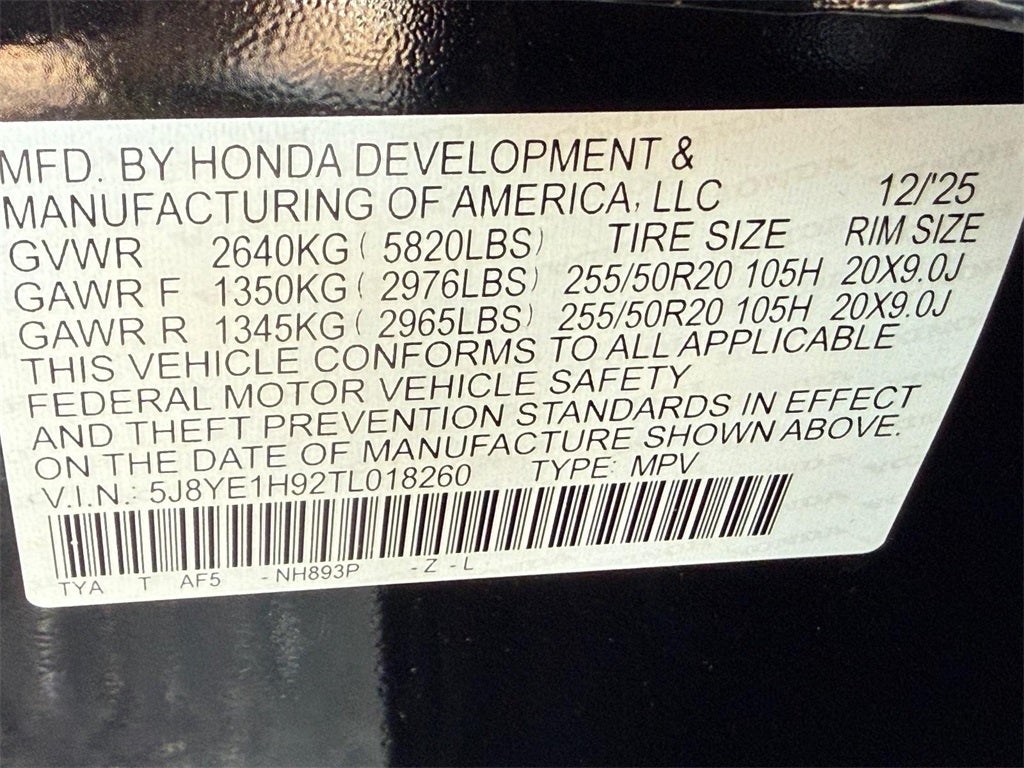 MFD. BY HONDA DEVELOPMENT &
MANUFACTURING OF AMERICA, LLC 12/'25
GVWR 2640KG ( 5820LBS) TIRE SIZE RIM SIZE
GAWR F 1350KG ( 2976LBS) 255/50R20 105H 20X9.0J
GAWR R 1345KG ( 2965LBS) 255/50R20 105H 20X9.0J
THIS VEHICLE CONFORMS TO ALL APPLICABLE
FEDERAL MOTOR VEHICLE SAFETY
AND THEFT PREVENTION STANDARDS IN EFFECT
ON THE DATE OF MANUFACTURE SHOWN ABOVE.
V.I.N.: 5J8YE1H92TL018260 TYPE: MPV
TYA T AF5 - NH893P - Z - L